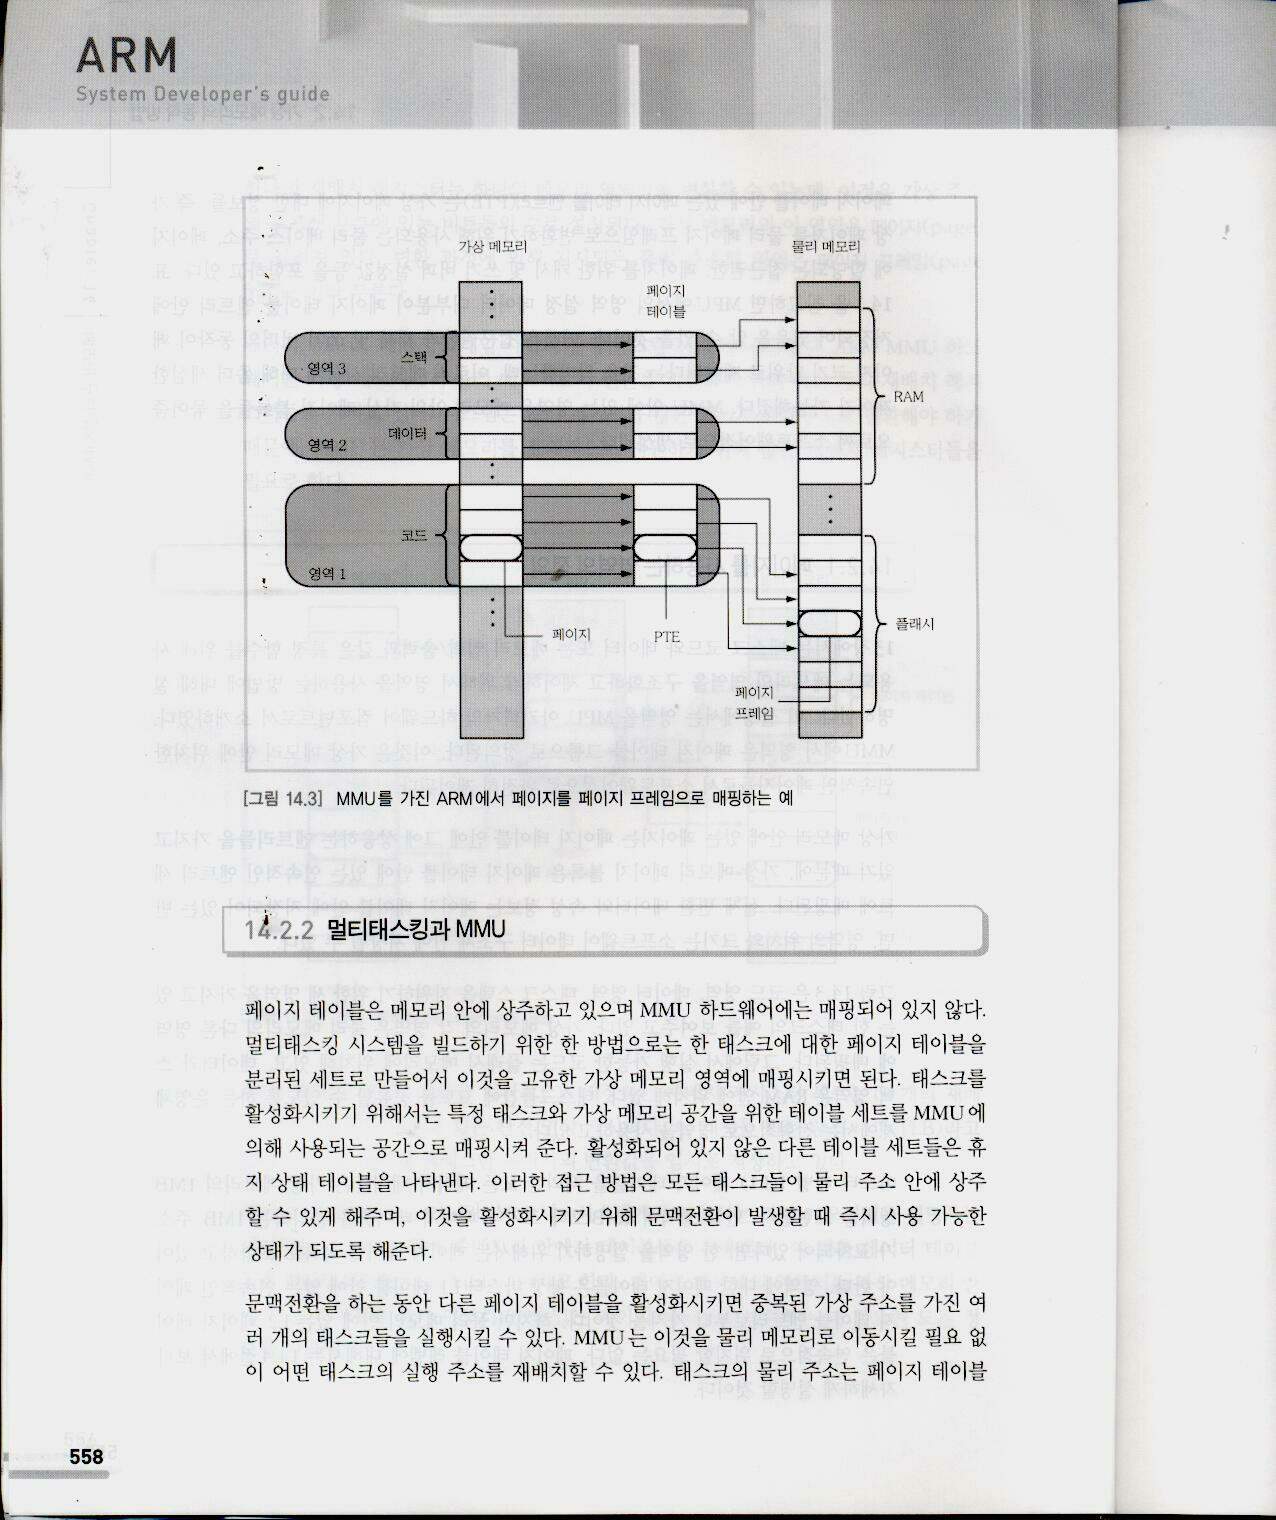 ARM
System Developer's guide
가상 메모리
물리 메모리
페이지
테이블
스택
영역 3
RAM
데이터
영역 2
코드
영역 1
페이지
PTE
플래시
페이지
프레임
[그림 14.3] MMU를 가진 ARM에서 페이지를 페이지 프레임으로 매핑하는 예
14.2.2 멀티태스킹과 MMU
페이지 테이블은 메모리 안에 상주하고 있으며 MMU 하드웨어에는 매핑되어 있지 않다.
멀티태스킹 시스템을 빌드하기 위한 한 방법으로는 한 태스크에 대한 페이지 테이블을
분리된 세트로 만들어서 이것을 고유한 가상 메모리 영역에 매핑시키면 된다. 태스크를
활성화시키기 위해서는 특정 태스크와 가상 메모리 공간을 위한 테이블 세트를 MMU에
의해 사용되는 공간으로 매핑시켜 준다. 활성화되어 있지 않은 다른 테이블 세트들은 휴
지 상태 테이블을 나타낸다. 이러한 접근 방법은 모든 태스크들이 물리 주소 안에 상주
할 수 있게 해주며, 이것을 활성화시키기 위해 문맥전환이 발생할 때 즉시 사용 가능한
상태가 되도록 해준다.
문맥전환을 하는 동안 다른 페이지 테이블을 활성화시키면 중복된 가상 주소를 가진 여
러 개의 태스크들을 실행시킬 수 있다. MMU는 이것을 물리 메모리로 이동시킬 필요 없
이 어떤 태스크의 실행 주소를 재배치할 수 있다. 태스크의 물리 주소는 페이지 테이블
558